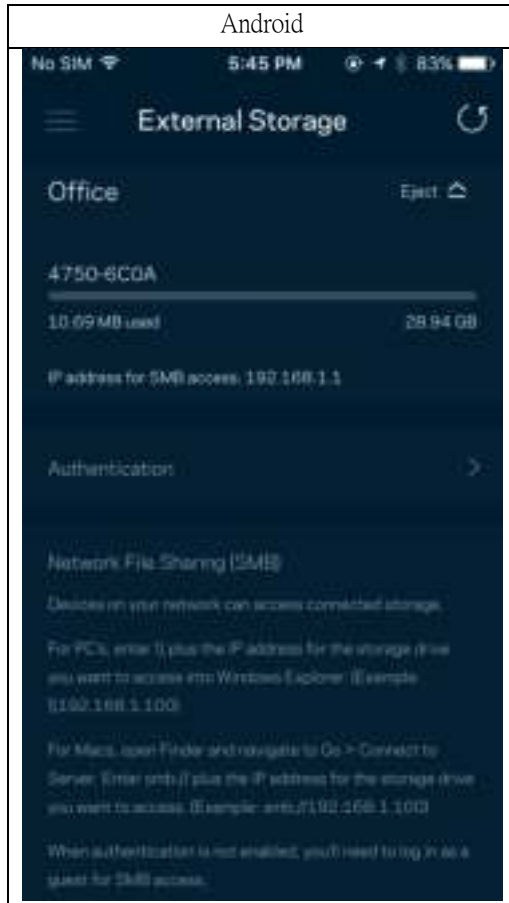 Android
No SIM 5:45 PM 83%
External Storage
Office Eject
4750-6C0A
10.69 MB used 28.94 GB
IP address for SMB access: 192.168.1.1
Authentication >
Network File Sharing (SMB)
Devices on your network can access connected storage.
For PC's, enter \\ plus the IP address for the storage drive
you want to access into Windows Explorer. (Example:
\\192.168.1.100)
For Macs, open Finder and navigate to Go > Connect to
Server. Enter smb:// plus the IP address for the storage drive
you want to access. (Example: smb://192.168.1.100)
When authentication is not enabled, you'll need to log in as a
guest for SMB access.